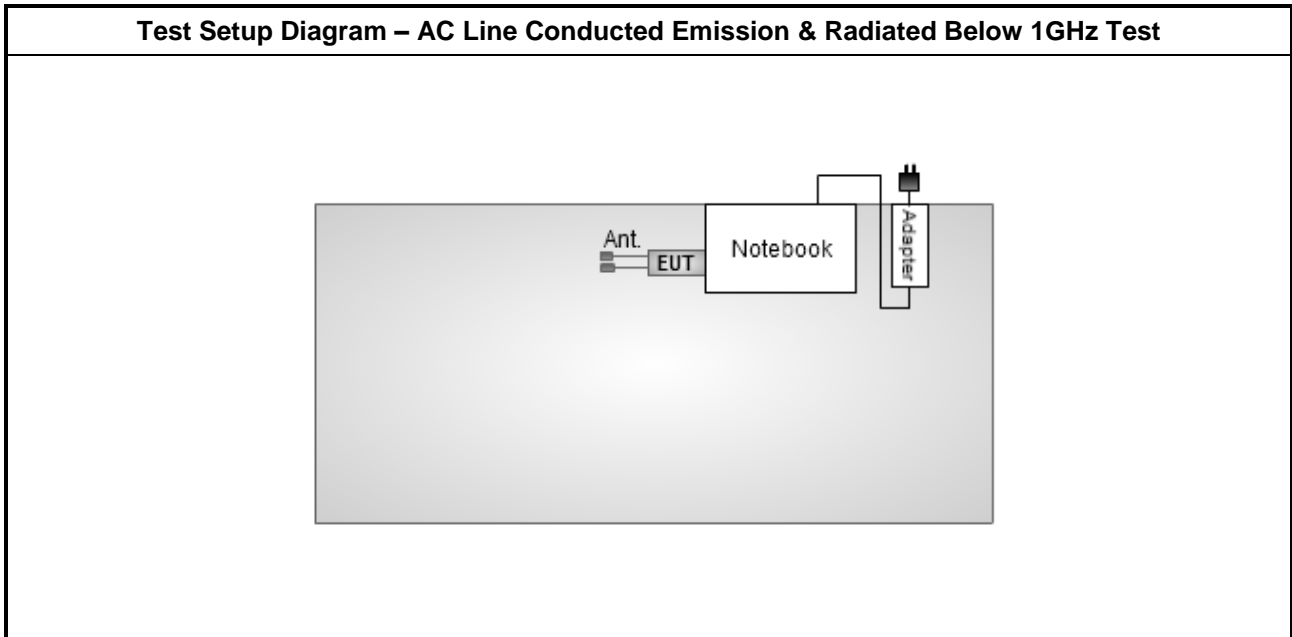 Test Setup Diagram – AC Line Conducted Emission & Radiated Below 1GHz Test
Ant.
EUT
Notebook
Adapter